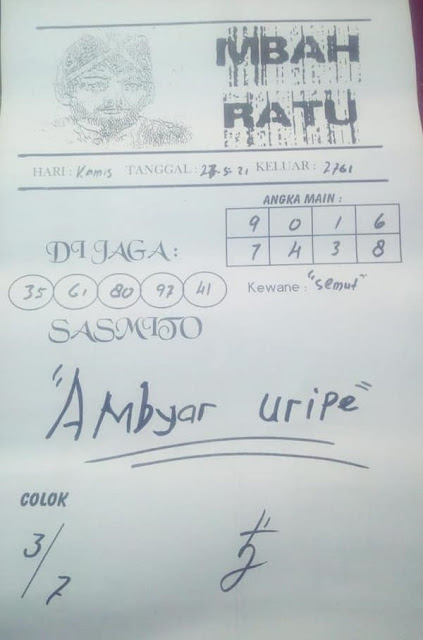 MBAH
RATU
HARI : Kamis TANGGAL : 27-5-21 KELUAR : 2761
ANGKA MAIN :
9 0 1 6
7 4 3 8
DI JAGA :
35 61 80 97 41
Kewane : "semut"
SASMITO
"Ambyar uripe"
COLOK
3/7